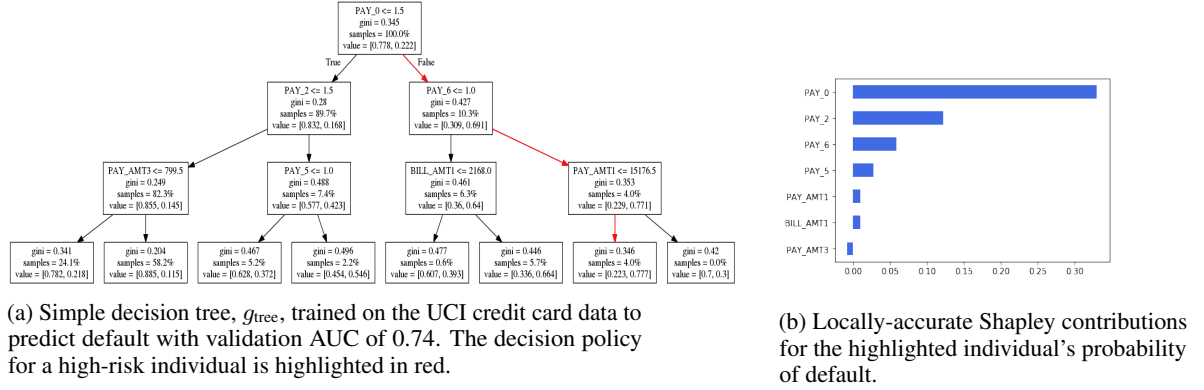 PAY_0 <= 1.5
gini = 0.345
samples = 100.0%
value = [0.778, 0.222]
True
False
PAY_2 <= 1.5
gini = 0.28
samples = 89.7%
value = [0.832, 0.168]
PAY_6 <= 1.0
gini = 0.427
samples = 10.3%
value = [0.309, 0.691]
PAY_AMT3 <= 799.5
gini = 0.249
samples = 82.3%
value = [0.855, 0.145]
PAY_5 <= 1.0
gini = 0.488
samples = 7.4%
value = [0.577, 0.423]
BILL_AMT1 <= 2168.0
gini = 0.461
samples = 6.3%
value = [0.36, 0.64]
PAY_AMT1 <= 15176.5
gini = 0.353
samples = 4.0%
value = [0.229, 0.771]
gini = 0.341
samples = 24.1%
value = [0.782, 0.218]
gini = 0.204
samples = 58.2%
value = [0.885, 0.115]
gini = 0.467
samples = 5.2%
value = [0.628, 0.372]
gini = 0.496
samples = 2.2%
value = [0.454, 0.546]
gini = 0.477
samples = 0.6%
value = [0.607, 0.393]
gini = 0.446
samples = 5.7%
value = [0.336, 0.664]
gini = 0.346
samples = 4.0%
value = [0.223, 0.777]
gini = 0.42
samples = 0.0%
value = [0.7, 0.3]
(a) Simple decision tree, gtree, trained on the UCI credit card data to
predict default with validation AUC of 0.74. The decision policy
for a high-risk individual is highlighted in red.
PAY_0
PAY_2
PAY_6
PAY_5
PAY_AMT1
BILL_AMT1
PAY_AMT3
0.00 0.05 0.10 0.15 0.20 0.25 0.30
(b) Locally-accurate Shapley contributions
for the highlighted individual's probability
of default.